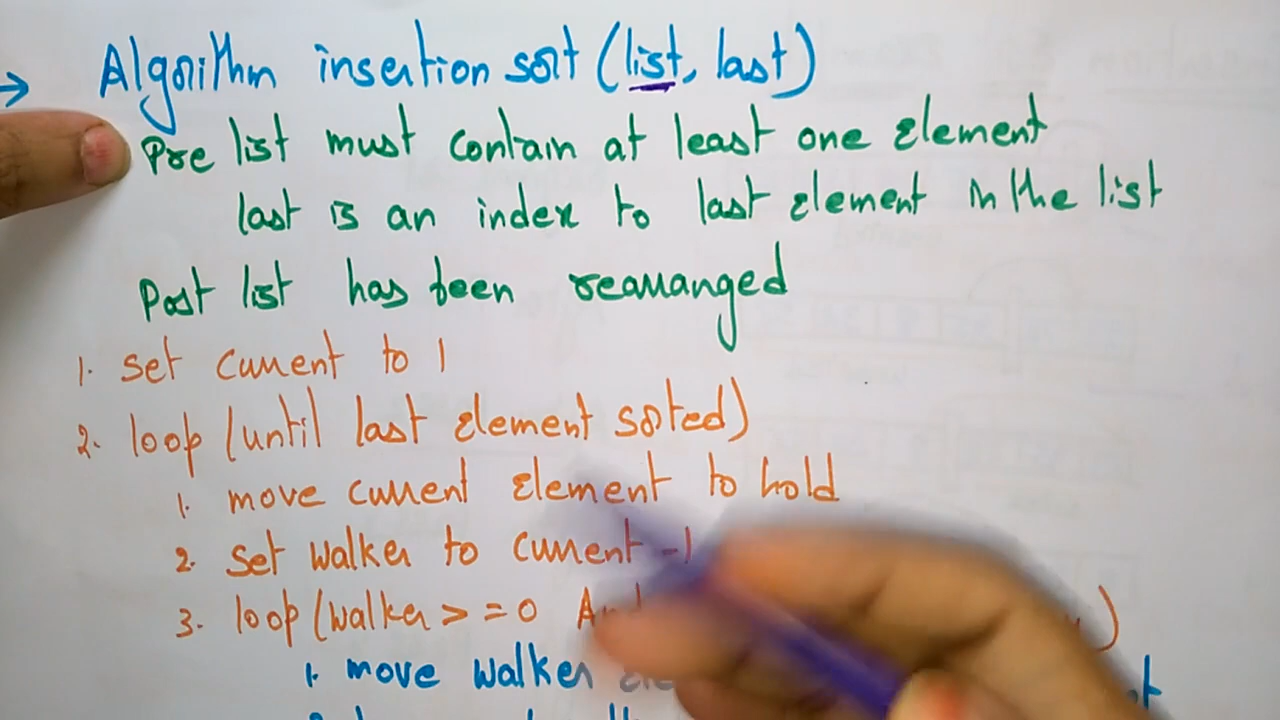 → Algorithm insertion sort (list, last)
Pre list must contain at least one element
last is an index to last element in the list
Post list has been rearranged
1. set current to 1
2. loop (until last element sorted)
1. move current element to hold
2. set walker to current -1
3. loop (walker >= 0 And )
1. move walker